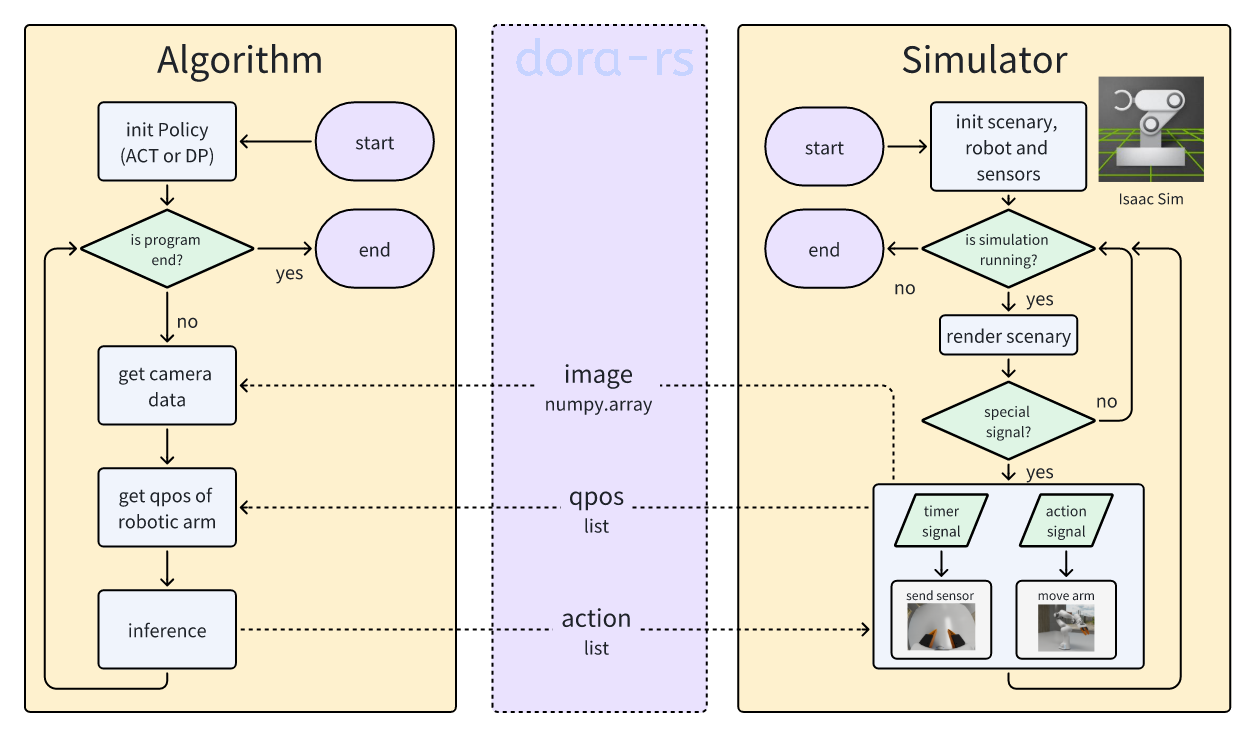 Algorithm
init Policy
(ACT or DP)
start
is program
end?
yes
end
no
get camera
data
get qpos of
robotic arm
inference
dora-rs
image
numpy.array
qpos
list
action
list
Simulator
start
init scenary,
robot and
sensors
Isaac Sim
end
is simulation
running?
no
yes
render scenary
special
signal?
no
yes
timer
signal
action
signal
send sensor
move arm